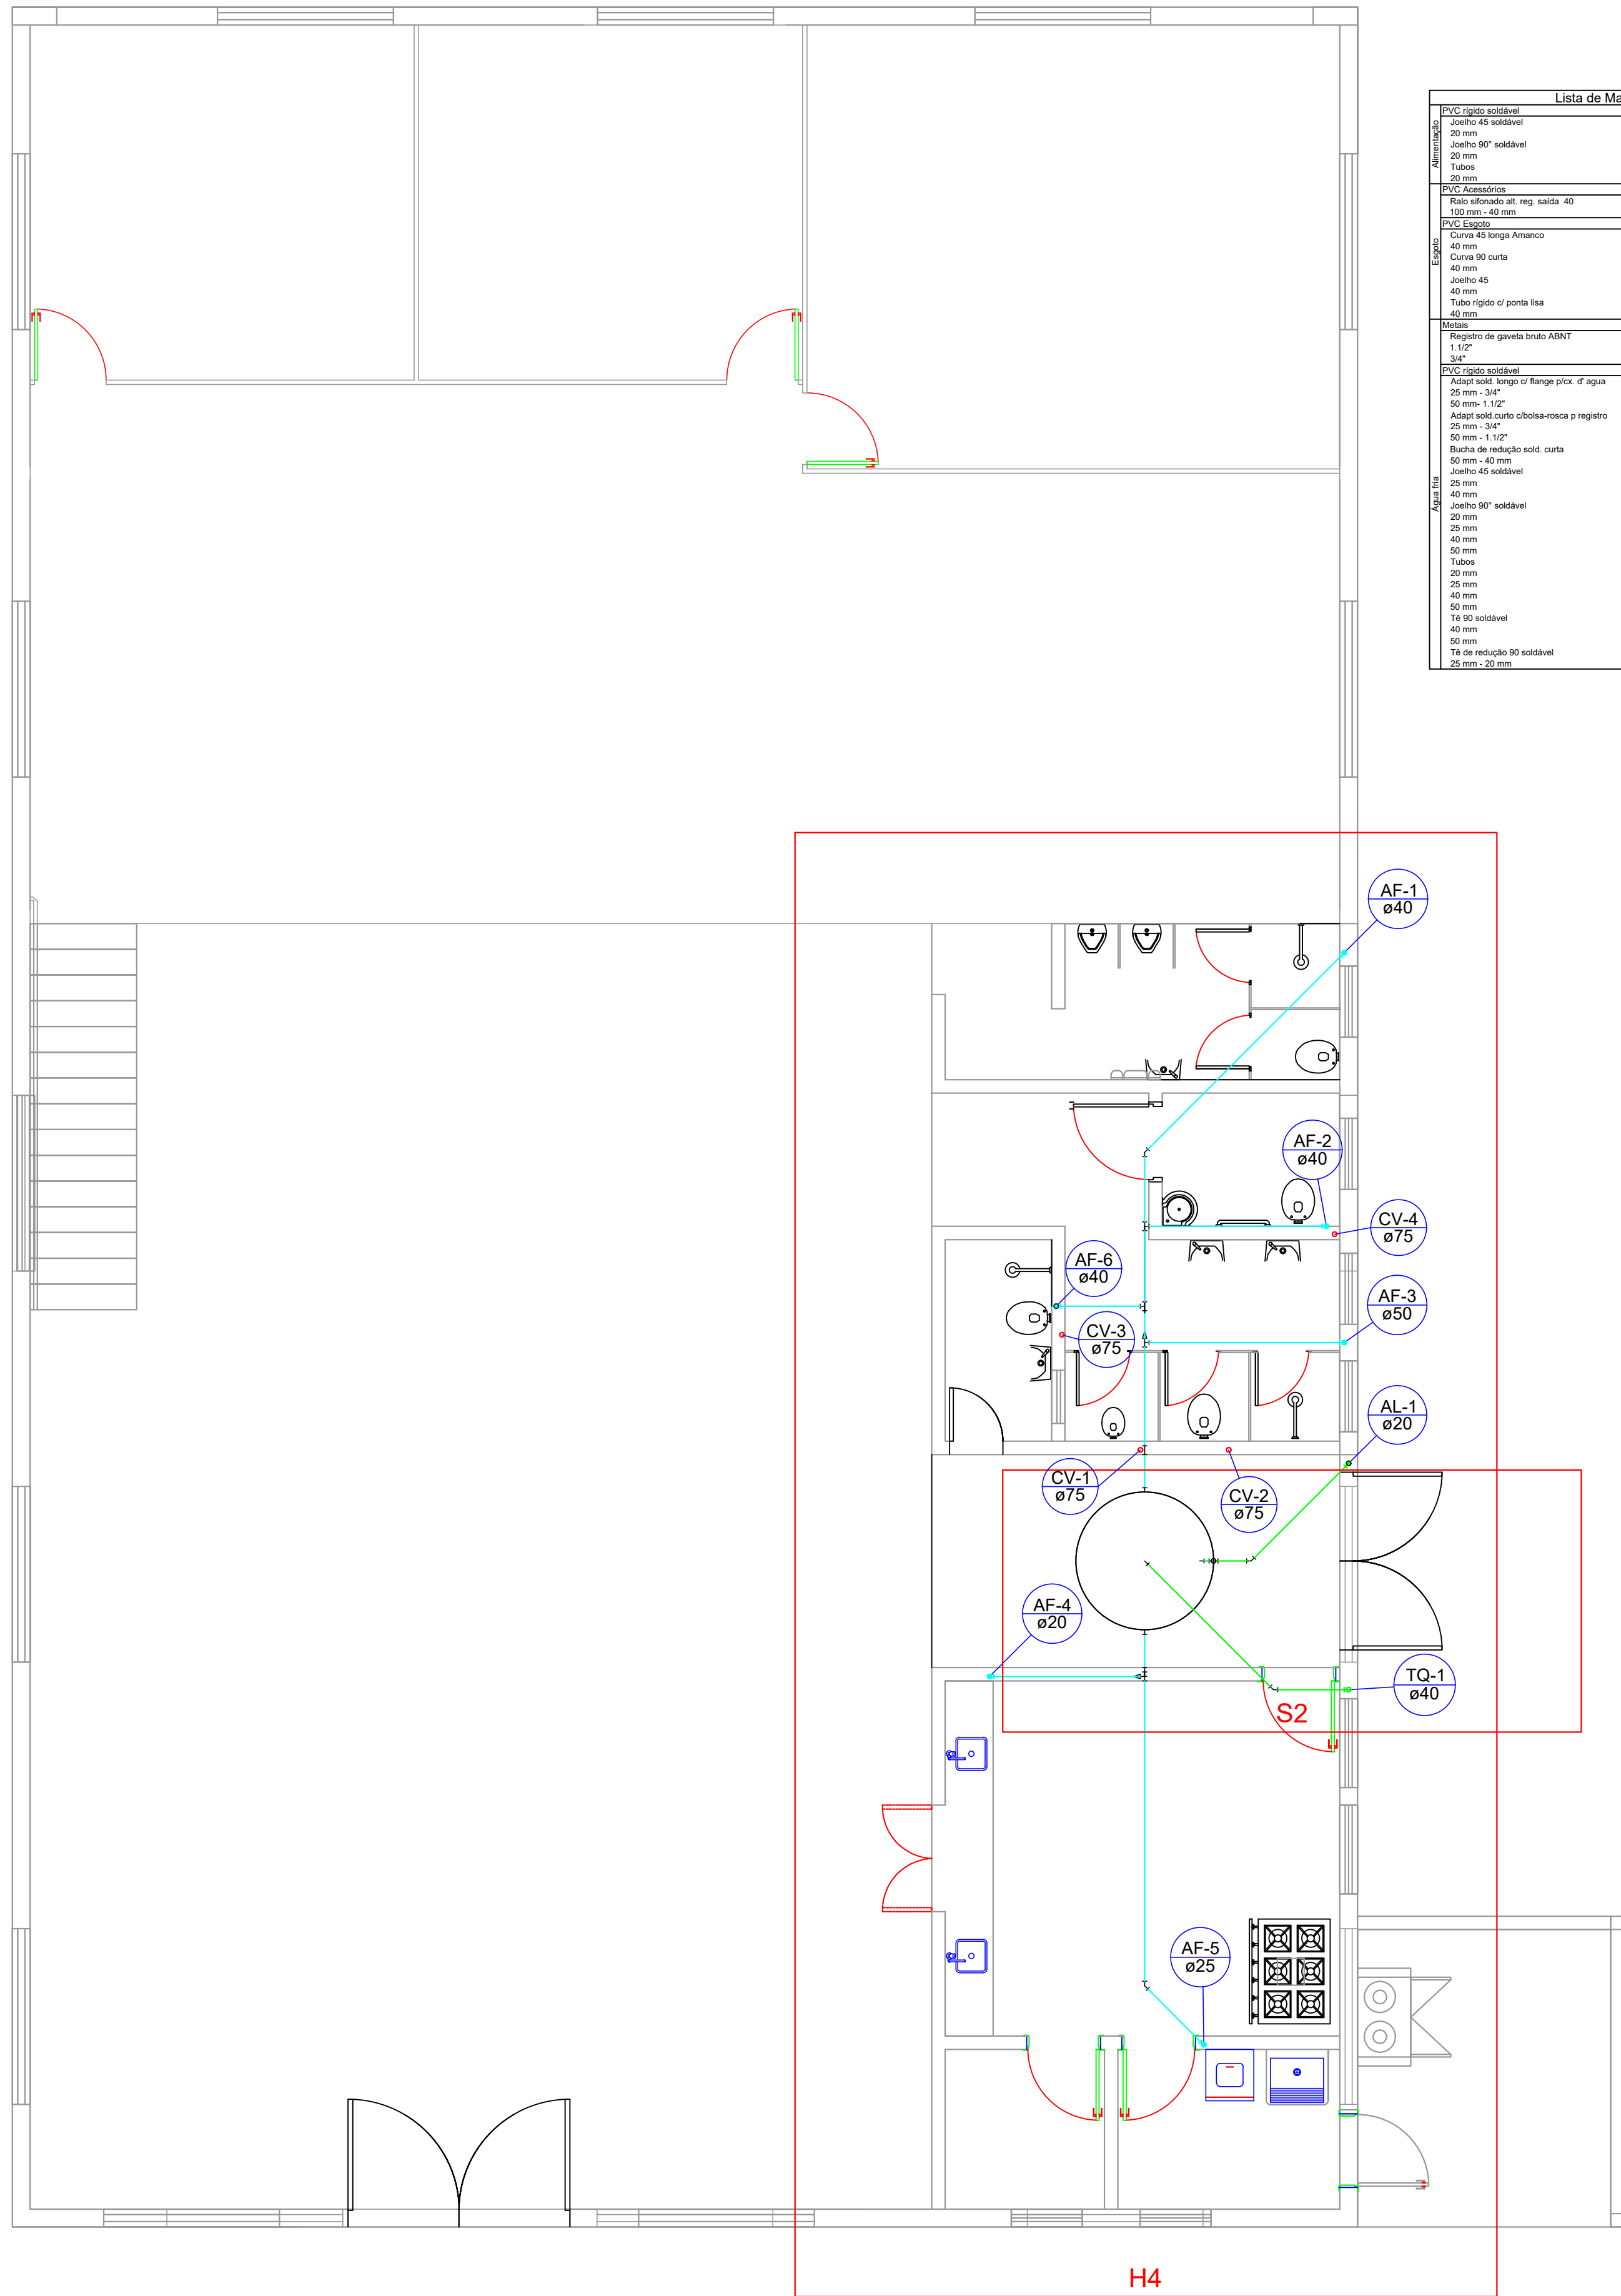 Lista de Ma
Alimentação
PVC rígido soldável
Joelho 45 soldável
20 mm
Joelho 90° soldável
20 mm
Tubos
20 mm
Esgoto
PVC Acessórios
Ralo sifonado alt. reg. saída 40
100 mm - 40 mm
PVC Esgoto
Curva 45 longa Amanco
40 mm
Curva 90 curta
40 mm
Joelho 45
40 mm
Tubo rígido c/ ponta lisa
40 mm
Água fria
Metais
Registro de gaveta bruto ABNT
1.1/2"
3/4"
PVC rígido soldável
Adapt sold. longo c/ flange p/cx. d' agua
25 mm - 3/4"
50 mm- 1.1/2"
Adapt sold.curto c/bolsa-rosca p registro
25 mm - 3/4"
50 mm - 1.1/2"
Bucha de redução sold. curta
50 mm - 40 mm
Joelho 45 soldável
25 mm
40 mm
Joelho 90° soldável
20 mm
25 mm
40 mm
50 mm
Tubos
20 mm
25 mm
40 mm
50 mm
Tê 90 soldável
40 mm
50 mm
Tê de redução 90 soldável
25 mm - 20 mm
AF-1
ø40
AF-2
ø40
CV-4
ø75
AF-6
ø40
AF-3
ø50
CV-3
ø75
AL-1
ø20
CV-1
ø75
CV-2
ø75
AF-4
ø20
TQ-1
ø40
S2
AF-5
ø25
H4